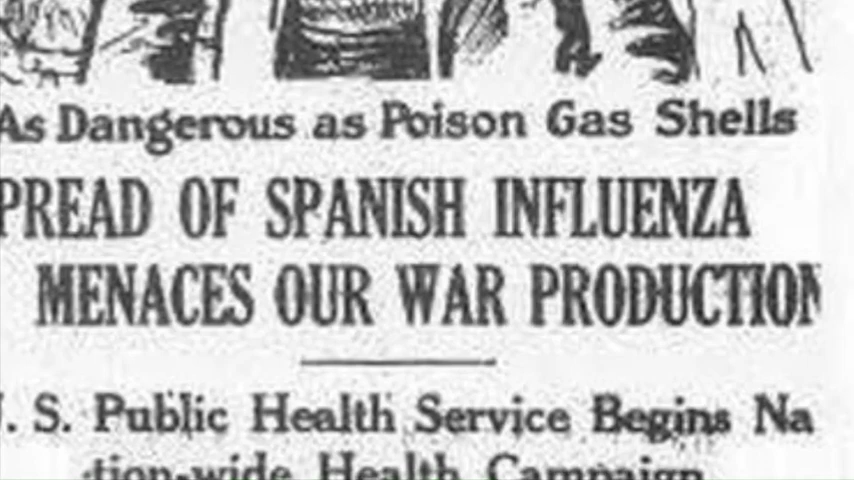 As Dangerous as Poison Gas Shells
PREAD OF SPANISH INFLUENZA
MENACES OUR WAR PRODUCTION
. S. Public Health Service Begins Na
-tion-wide Health Campaign